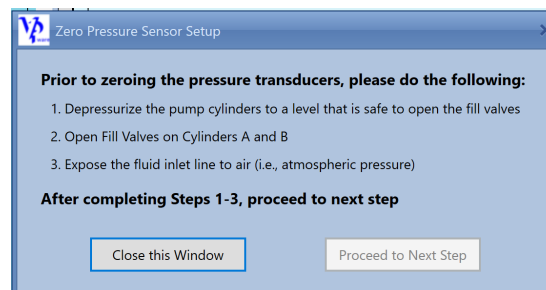 Zero Pressure Sensor Setup
Prior to zeroing the pressure transducers, please do the following:
1. Depressurize the pump cylinders to a level that is safe to open the fill valves
2. Open Fill Valves on Cylinders A and B
3. Expose the fluid inlet line to air (i.e., atmospheric pressure)
After completing Steps 1-3, proceed to next step
Close this Window
Proceed to Next Step